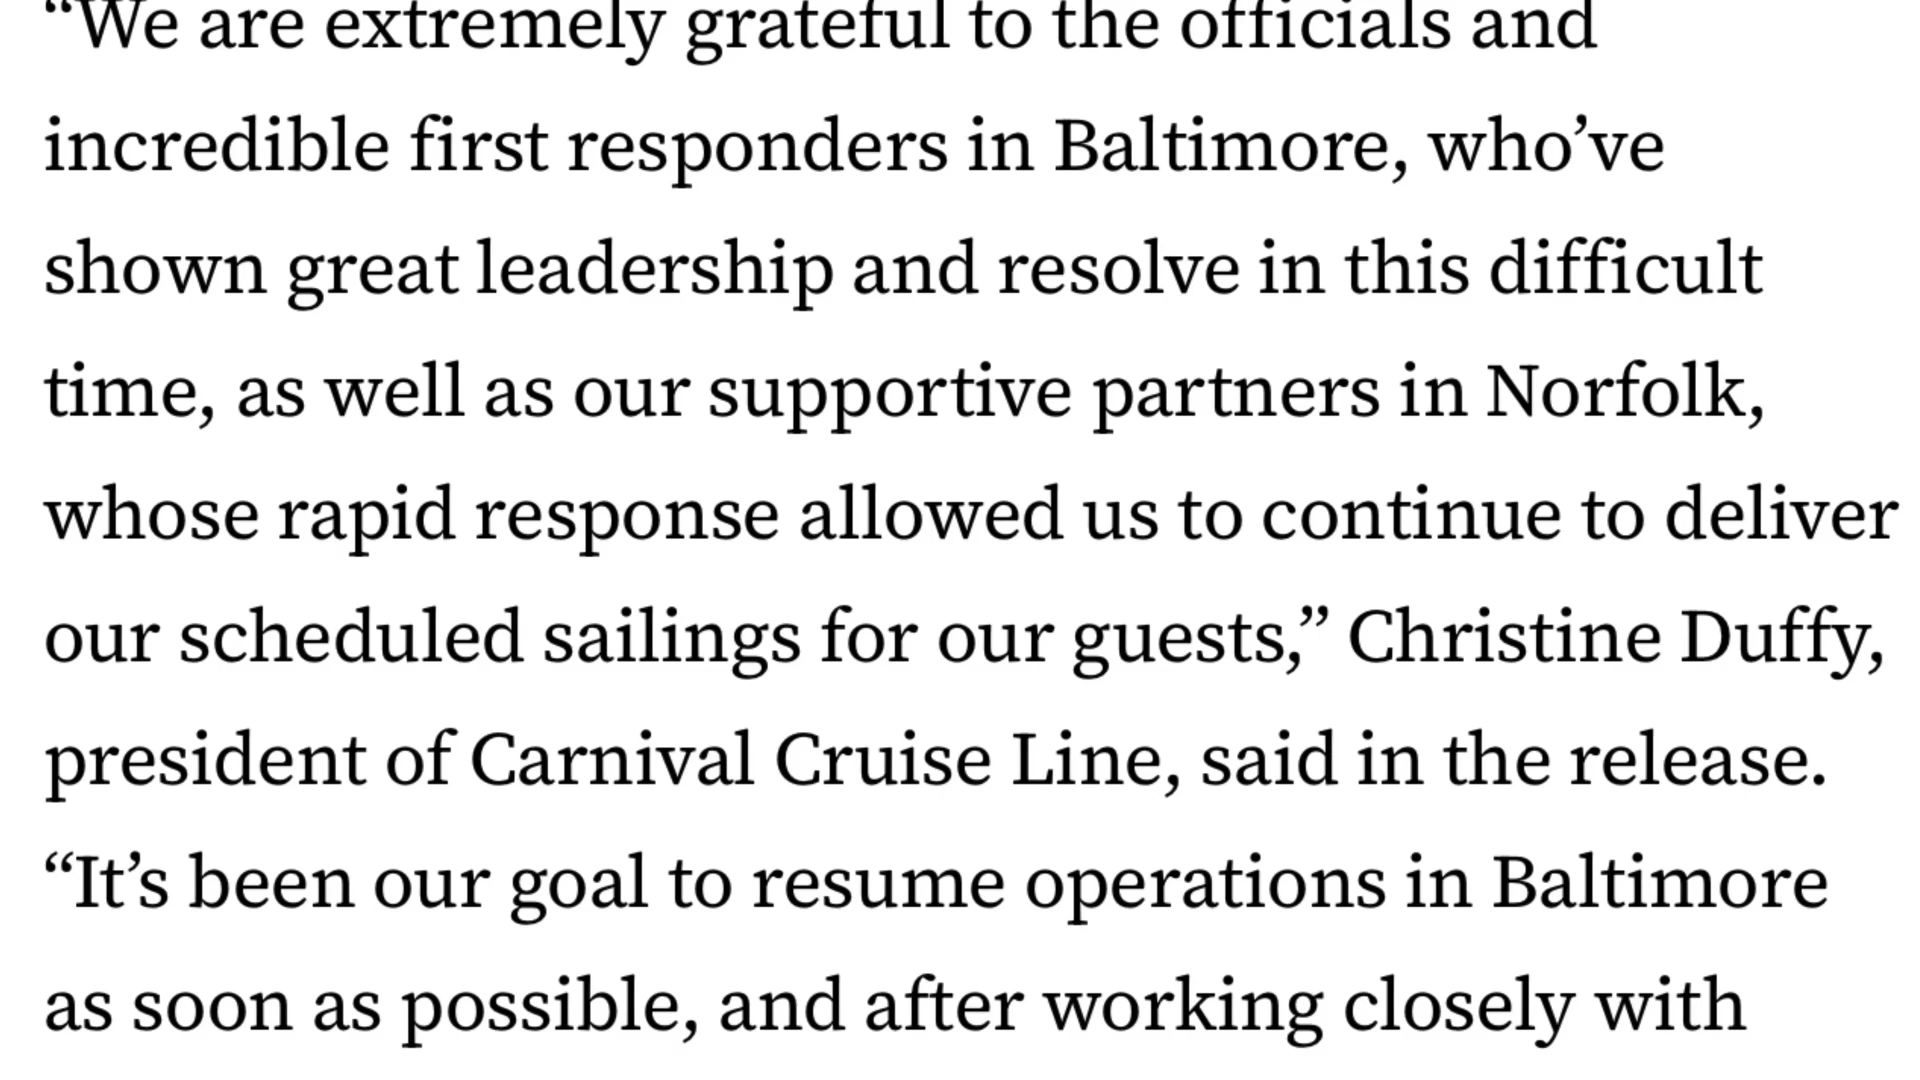 “We are extremely grateful to the officials and
incredible first responders in Baltimore, who’ve
shown great leadership and resolve in this difficult
time, as well as our supportive partners in Norfolk,
whose rapid response allowed us to continue to deliver
our scheduled sailings for our guests,” Christine Duffy,
president of Carnival Cruise Line, said in the release.
“It’s been our goal to resume operations in Baltimore
as soon as possible, and after working closely with